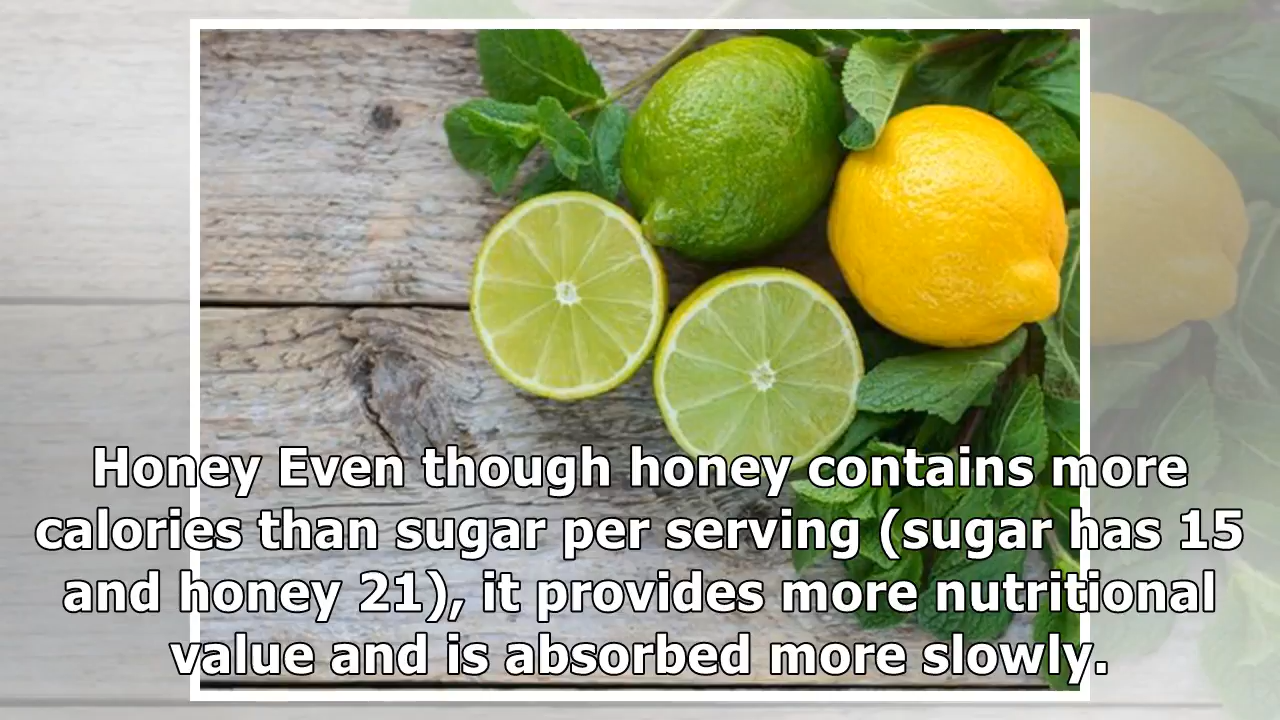 Honey Even though honey contains more
calories than sugar per serving (sugar has 15
and honey 21), it provides more nutritional
value and is absorbed more slowly.